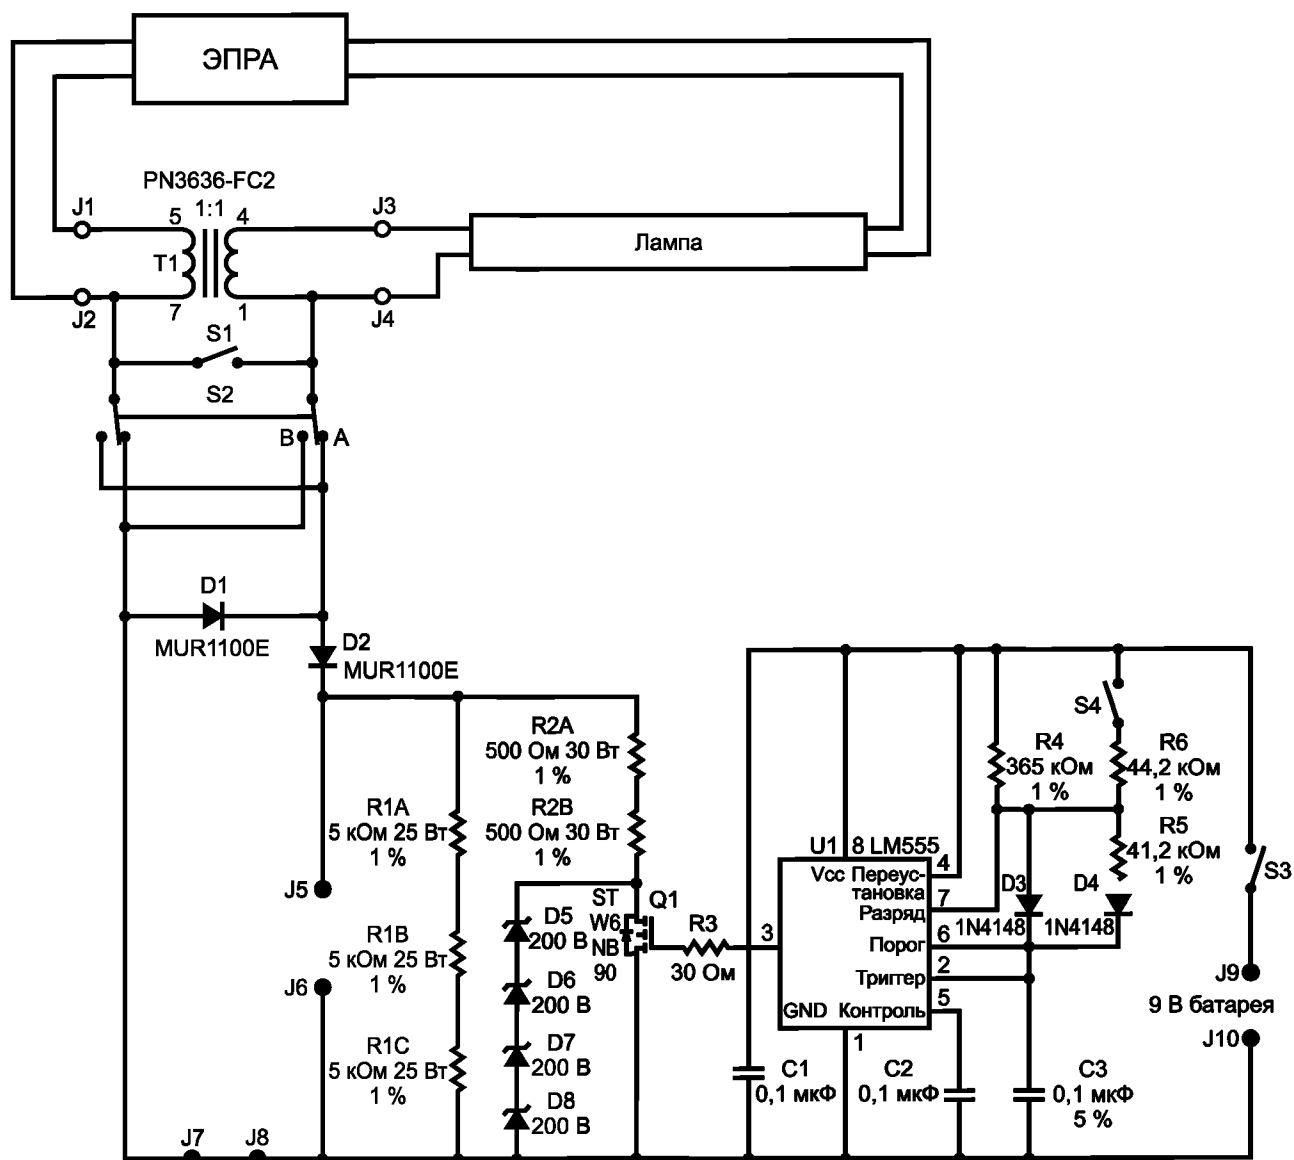 ЭПРА
PN3636-FC2
J1
5
1:1
4
J3
T1
Лампа
J2
7
1
J4
S1
S2
B
A
D1
MUR1100E
D2
MUR1100E
R2A
500 Ом 30 Вт
1 %
R2B
500 Ом 30 Вт
1 %
R1A
5 кОм 25 Вт
1 %
R1B
5 кОм 25 Вт
1 %
R1C
5 кОм 25 Вт
1 %
J5
J6
J7
J8
D5
200 В
D6
200 В
D7
200 В
D8
200 В
ST
W6
NB
90
Q1
R3
30 Ом
3
U1
8
LM555
Vcc Переус-
тановка
Разряд
Порог
Триггер
GND Контроль
4
7
6
2
5
1
S4
R4
365 кОм
1 %
R6
44,2 кОм
1 %
R5
41,2 кОм
1 %
D3
1N4148
D4
1N4148
S3
J9
9 В батарея
J10
C1
0,1 мкФ
C2
0,1 мкФ
C3
0,1 мкФ
5 %